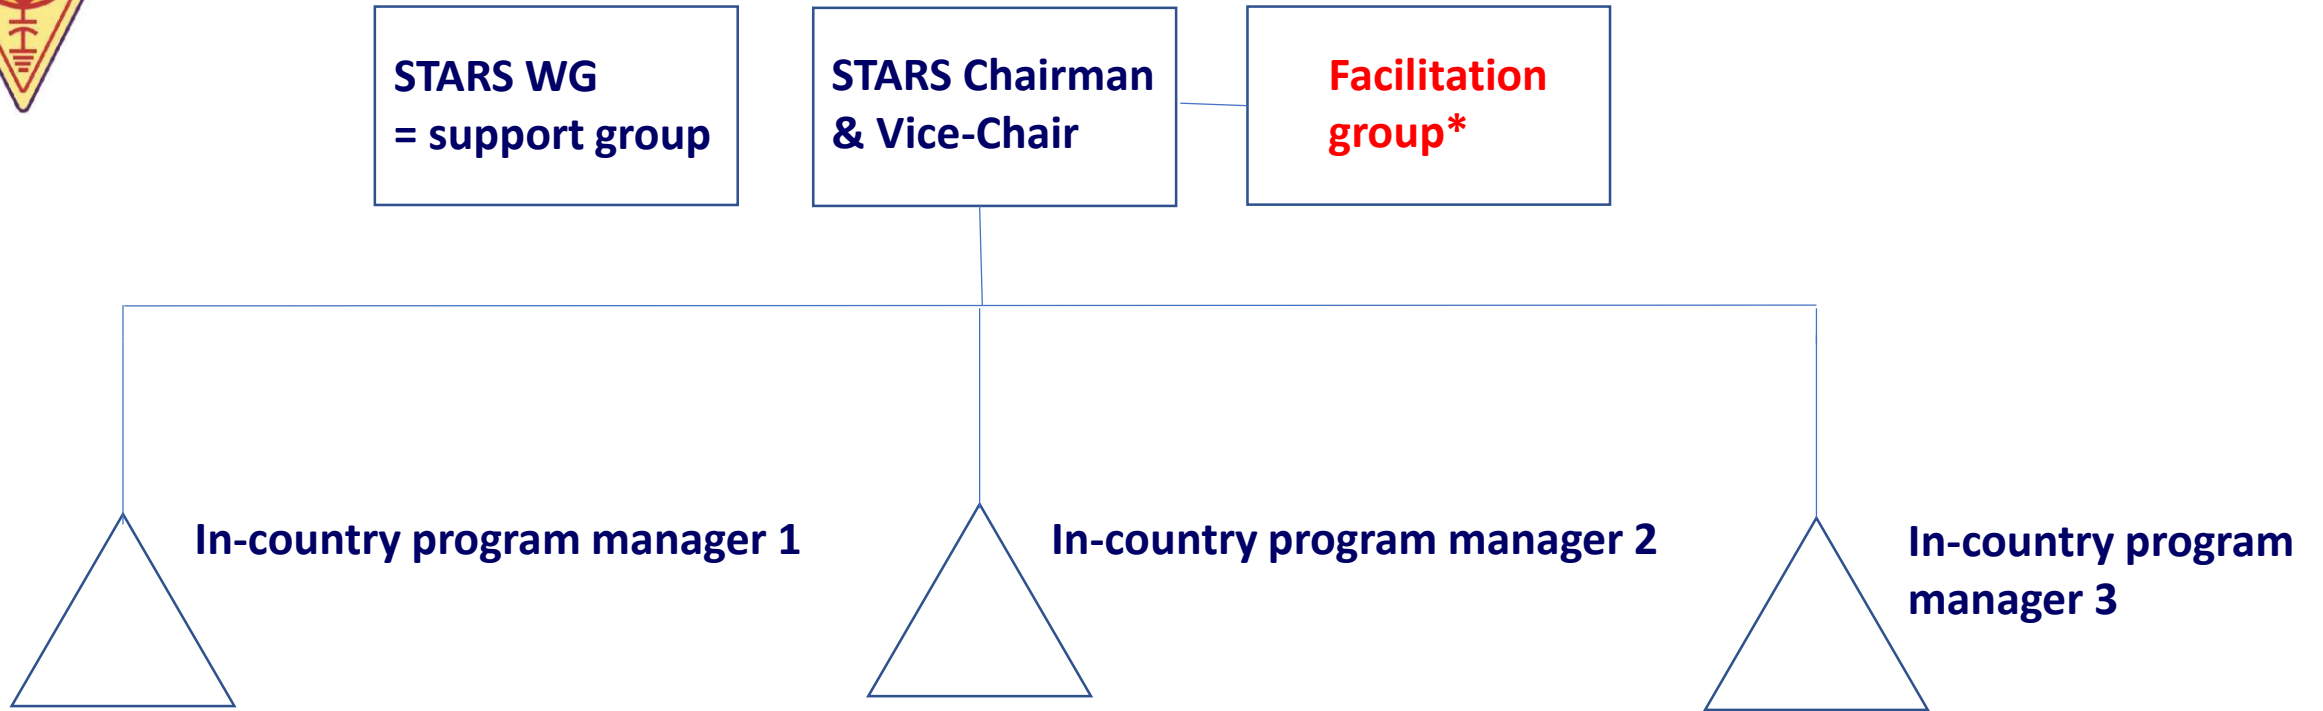 STARS WG
= support group
STARS Chairman
& Vice-Chair
Facilitation
group*
In-country program manager 1
In-country program manager 2
In-country program
manager 3